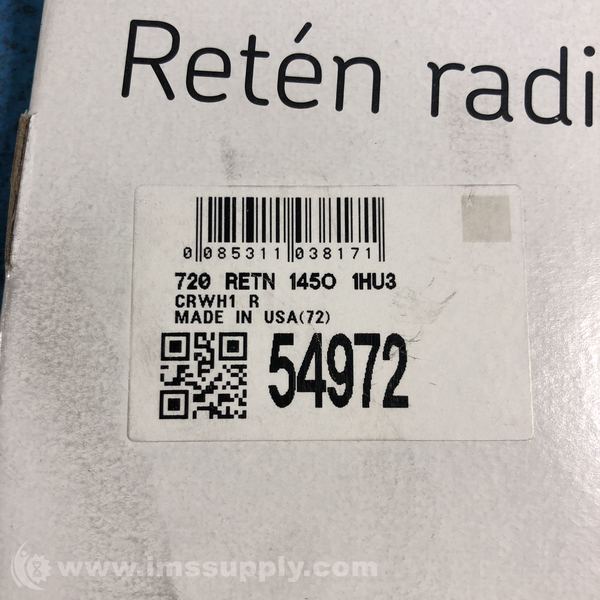 Retén radi
0 085311 038171
720 RETN 1450 1HU3
CRWH1 R
MADE IN USA(72)
54972
www.imssupply.com